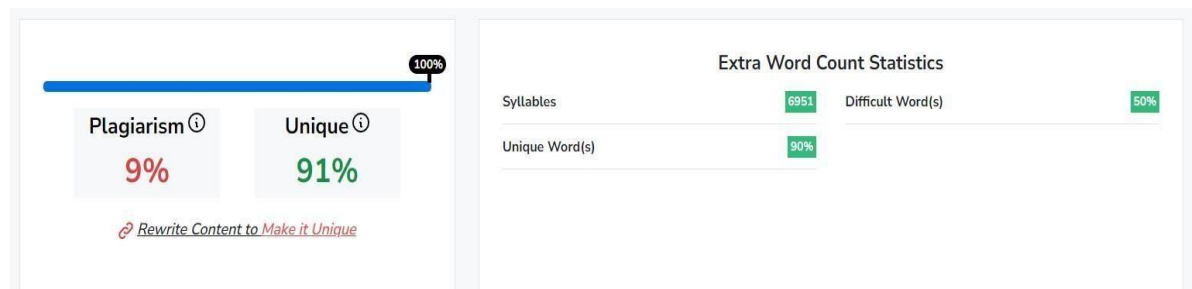 100%
Plagiarism Unique
9% 91%
Rewrite Content to Make it Unique
Extra Word Count Statistics
Syllables 6951 Difficult Word(s) 50%
Unique Word(s) 90%